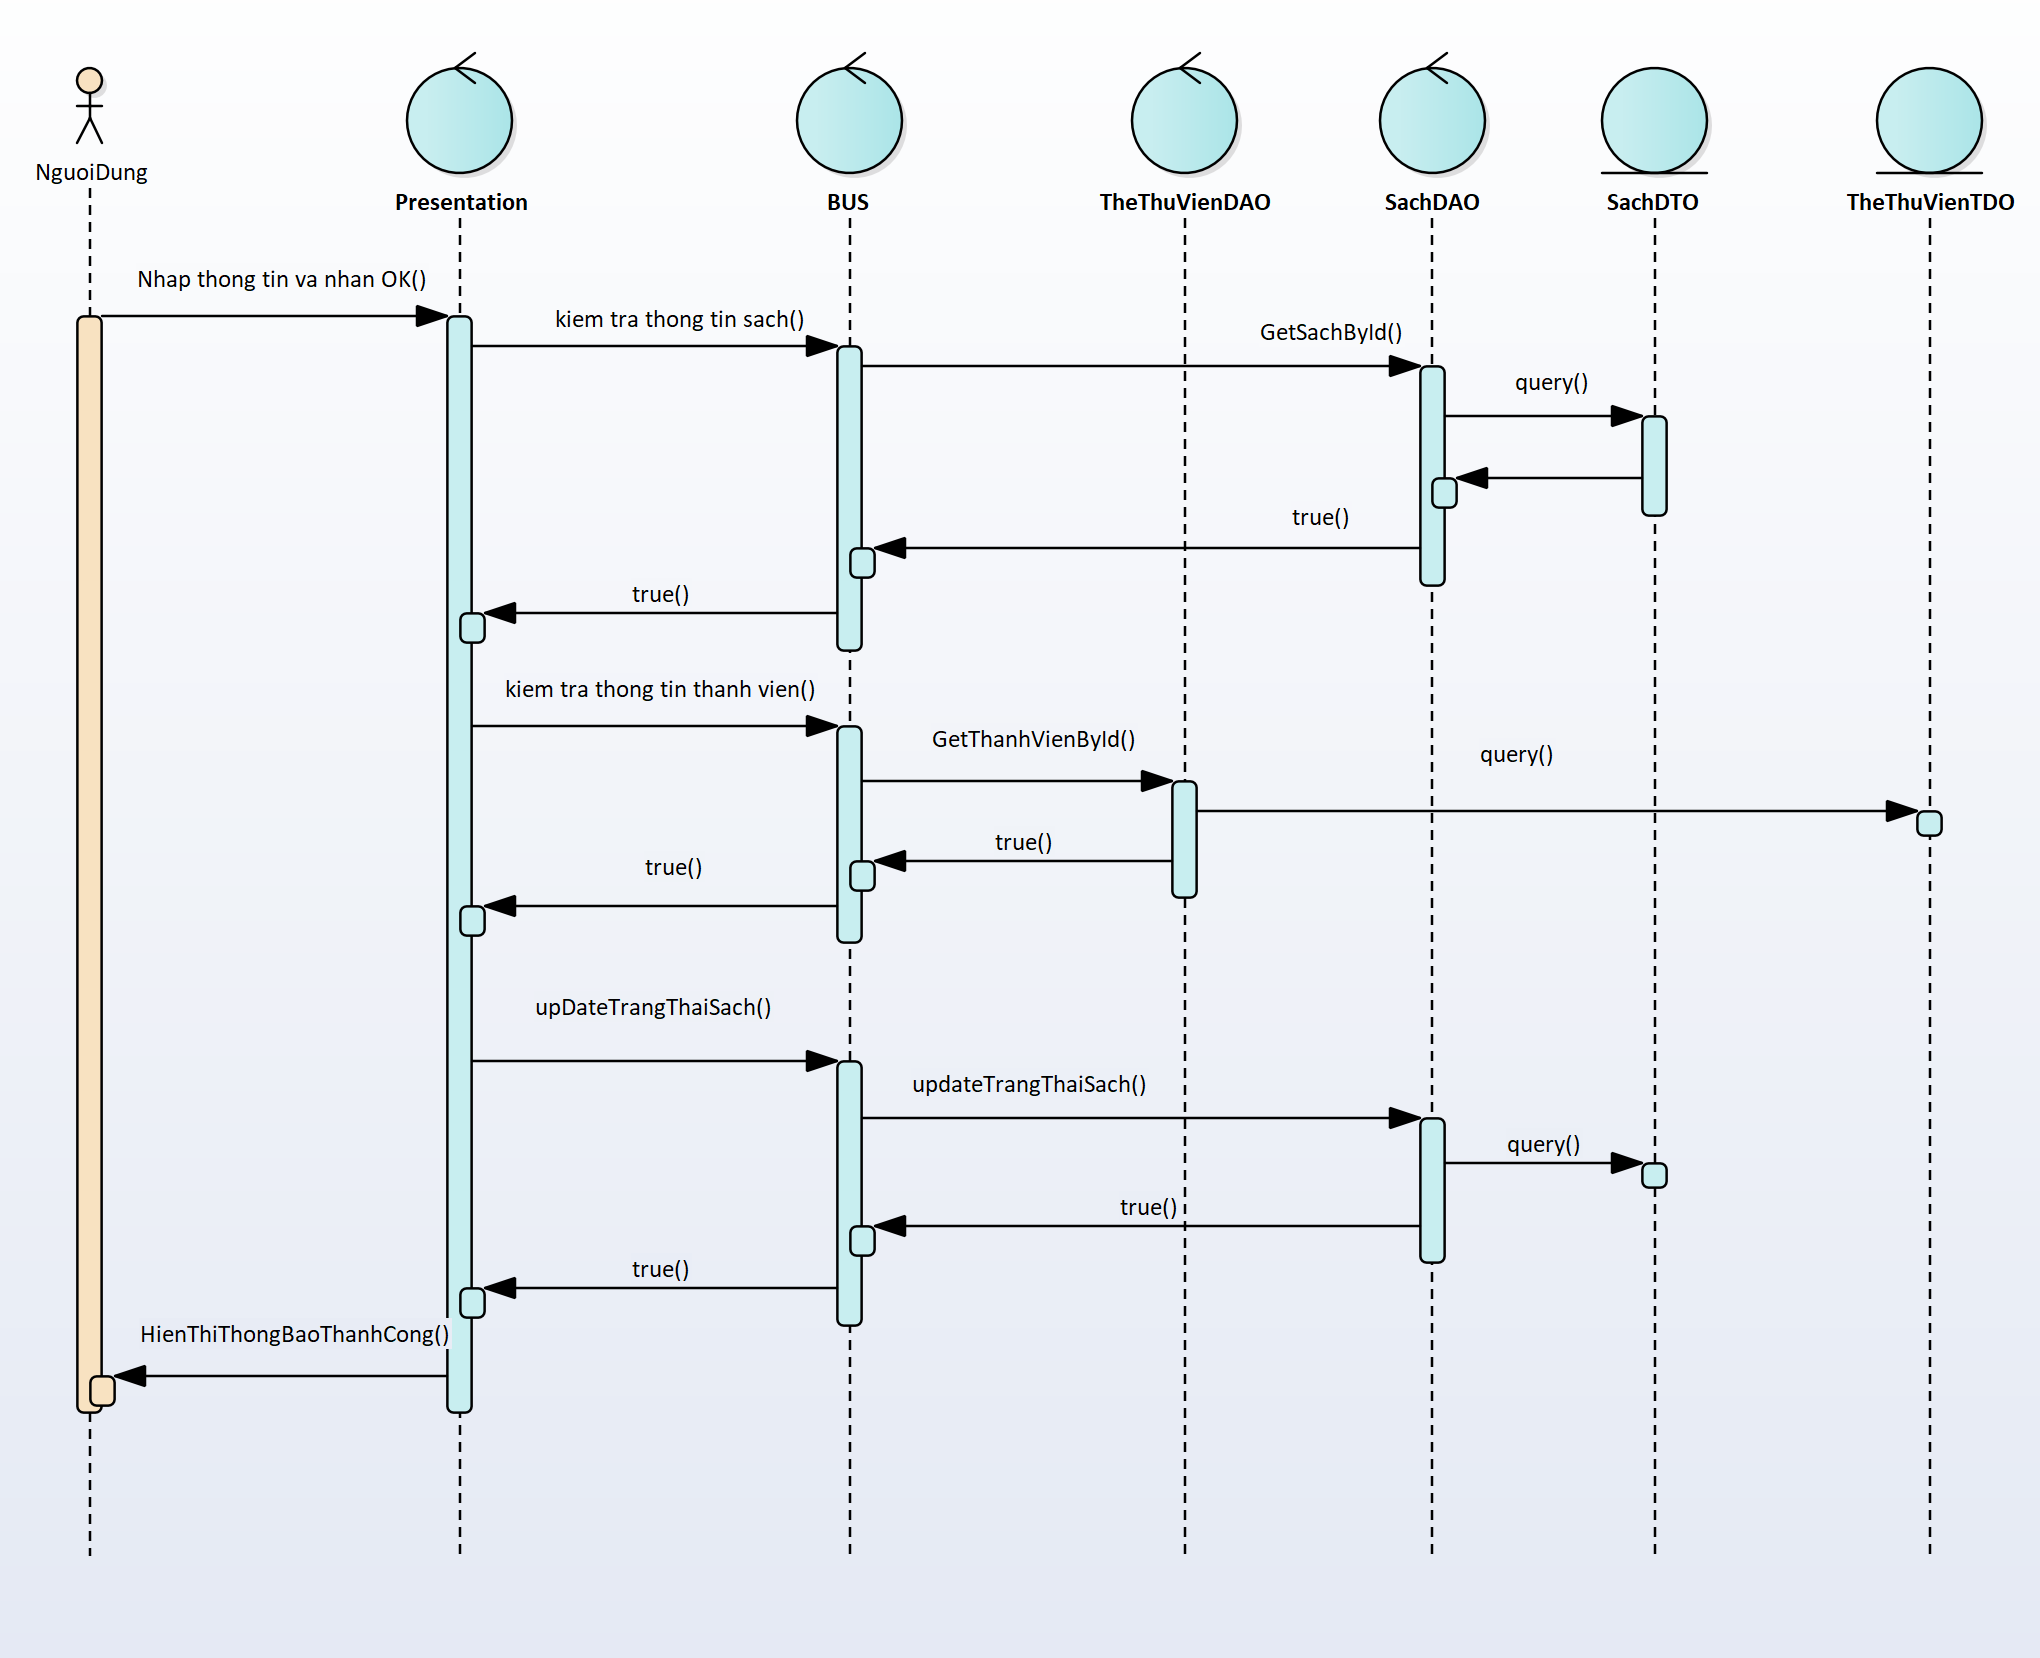 NguoiDung
Presentation
BUS
TheThuVienDAO
SachDAO
SachDTO
TheThuVienTDO
Nhap thong tin va nhan OK()
kiem tra thong tin sach()
GetSachById()
query()
true()
true()
kiem tra thong tin thanh vien()
GetThanhVienById()
query()
true()
true()
upDateTrangThaiSach()
updateTrangThaiSach()
query()
true()
true()
HienThiThongBaoThanhCong()